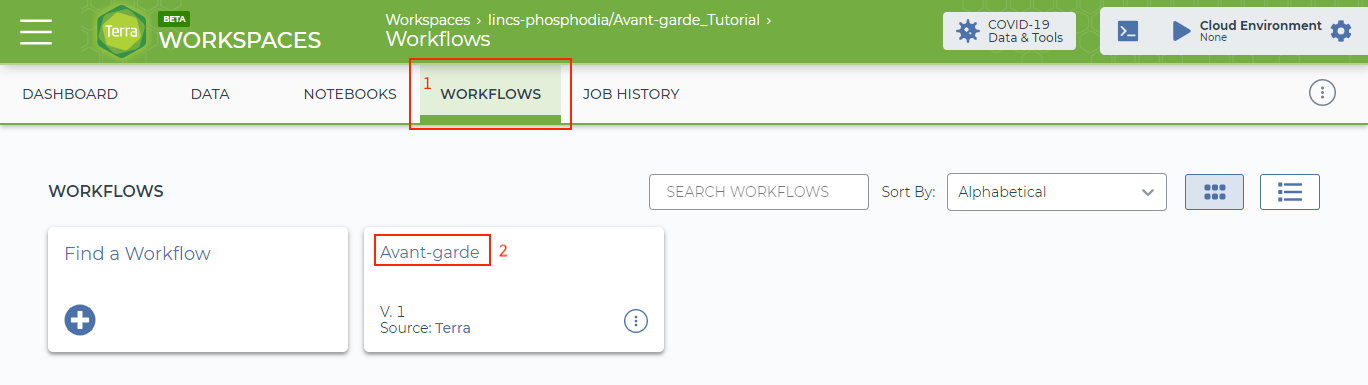 Terra
BETA
WORKSPACES
Workspaces › lincs-phosphodia/Avant-garde_Tutorial ›
Workflows
COVID-19
Data & Tools
Cloud Environment
None
DASHBOARD
DATA
NOTEBOOKS
1
WORKFLOWS
JOB HISTORY
WORKFLOWS
SEARCH WORKFLOWS
Sort By:
Alphabetical
Find a Workflow
Avant-garde
2
V. 1
Source: Terra